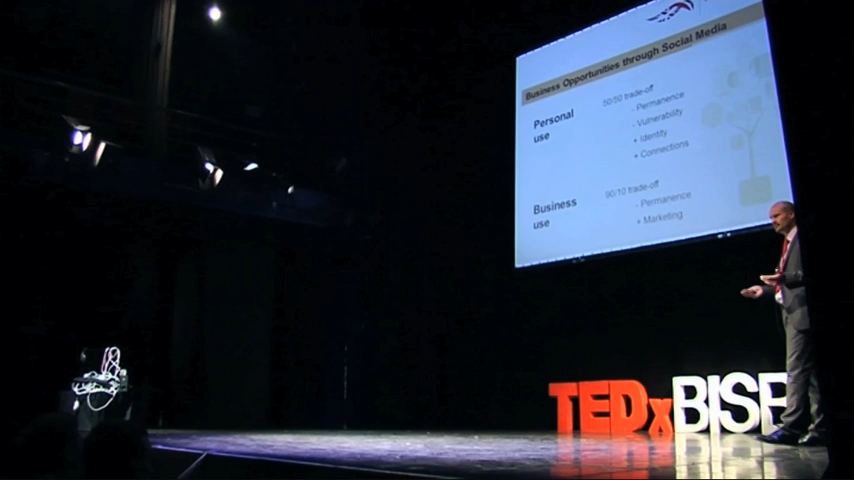 Business Opportunities through Social Media
Personal use
50/50 trade-off
- Permanence
- Vulnerability
+ Identity
+ Connections
Business use
90/10 trade-off
- Permanence
+ Marketing
TEDxBISB